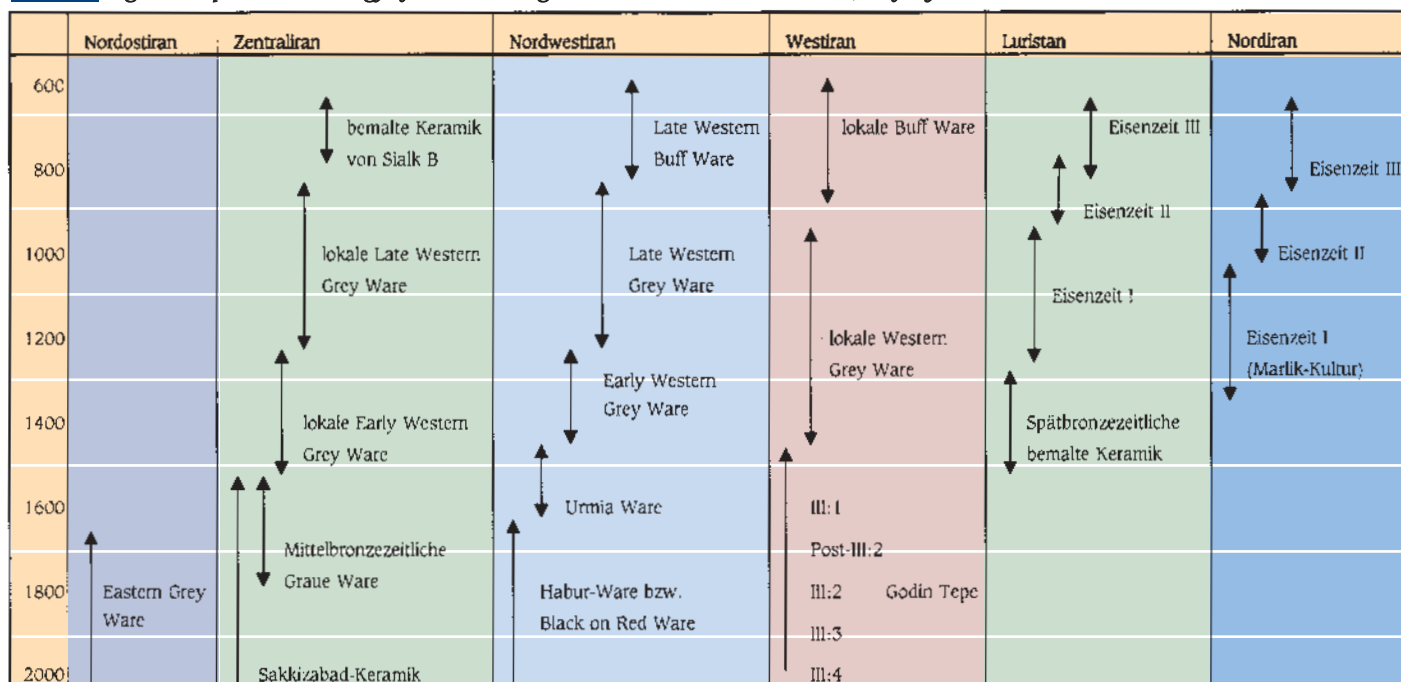 Nordostiran Zentraliran Nordwestiran Westiran Luristan Nordiran
600
800
1000
1200
1400
1600
1800
2000
Eastern Grey
Ware
bemalte Keramik
von Sialk B
lokale Late Western
Grey Ware
lokale Early Western
Grey Ware
Mittelbronzezeitliche
Graue Ware
Sakkizabad-Keramik
Late Western
Buff Ware
Late Western
Grey Ware
Early Western
Grey Ware
Urmia Ware
Habur-Ware bzw.
Black on Red Ware
lokale Buff Ware
lokale Western
Grey Ware
III:1
Post-III:2
III:2 Godin Tepe
III:3
III:4
Eisenzeit III
Eisenzeit II
Eisenzeit I
Spätbronzezeitliche
bemalte Keramik
Eisenzeit III
Eisenzeit II
Eisenzeit I
(Marlik-Kultur)